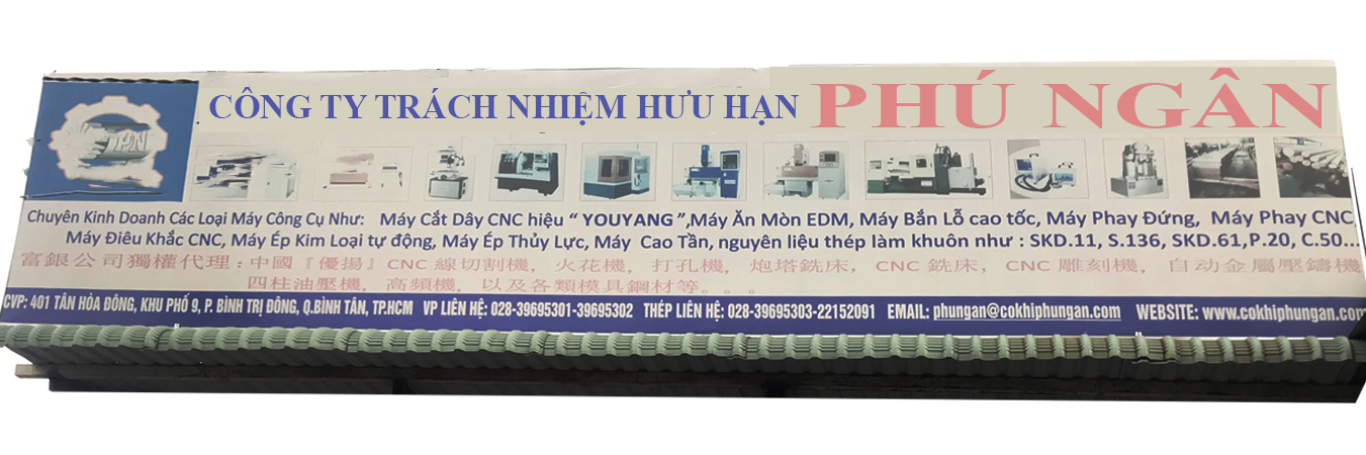 PN
CÔNG TY TRÁCH NHIỆM HƯU HẠN PHÚ NGÂN
Chuyên Kinh Doanh Các Loại Máy Công Cụ Như: Máy Cắt Dây CNC hiệu “ YOUYANG ”,Máy Ăn Mòn EDM, Máy Bắn Lỗ cao tốc, Máy Phay Đứng, Máy Phay CNC
Máy Điêu Khắc CNC, Máy Ép Kim Loại tự động, Máy Ép Thủy Lực, Máy Cao Tần, nguyên liệu thép làm khuôn như : SKD.11, S.136, SKD.61,P.20, C.50...
富銀公司獨權代理：中國『優揚』CNC 線切割機，火花機，打孔機，炮塔銑床，CNC 銑床，CNC 雕刻機，自动金屬壓鑄機
四柱油壓機，高頻機，以及各類模具鋼材等。。。
CVP: 401 TÂN HÒA ĐÔNG, KHU PHỐ 9, P. BÌNH TRỊ ĐÔNG, Q.BÌNH TÂN, TP.HCM VP LIÊN HỆ: 028-39695301-39695302 THÉP LIÊN HỆ: 028-39695303-22152091 EMAIL: phungan@cokhiphungan.com WEBSITE: www.cokhiphungan.com